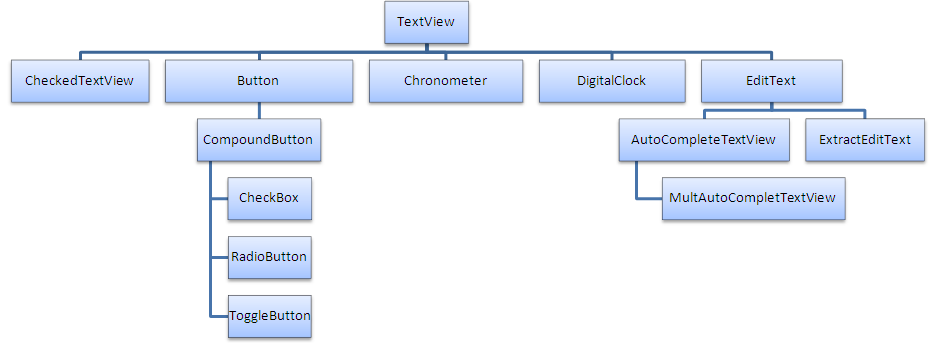 TextView
CheckedTextView
Button
Chronometer
DigitalClock
EditText
CompoundButton
AutoCompleteTextView
ExtractEditText
CheckBox
MultAutoCompletTextView
RadioButton
ToggleButton